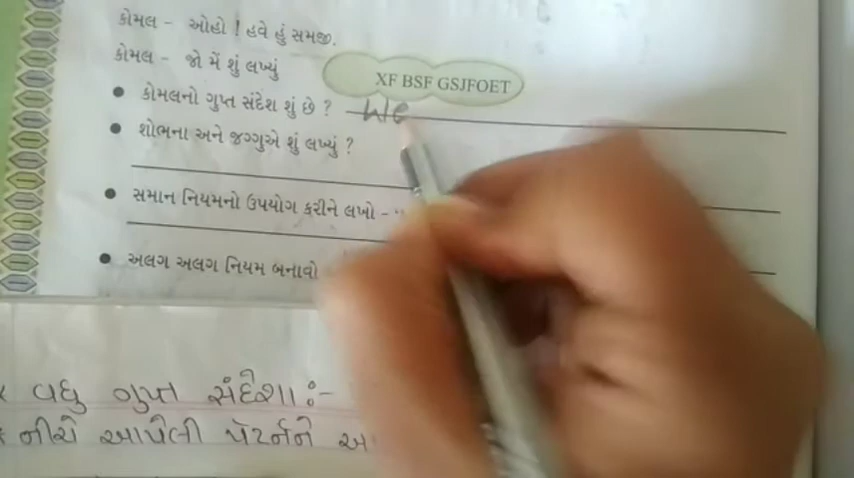 કોમલ - ઓહો ! હવે હું સમજી.
કોમલ - જો મેં શું લખ્યું
XF BSF GSJFOET
કોમલનો ગુપ્ત સંદેશ શું છે ? We
શોભના અને જગ્ગુએ શું લખ્યું ?
સમાન નિયમનો ઉપયોગ કરીને લખો - "
અલગ અલગ નિયમ બનાવો
વધુ ગુપ્ત સંદેશા :-
નીચે આપેલી પેટર્નને